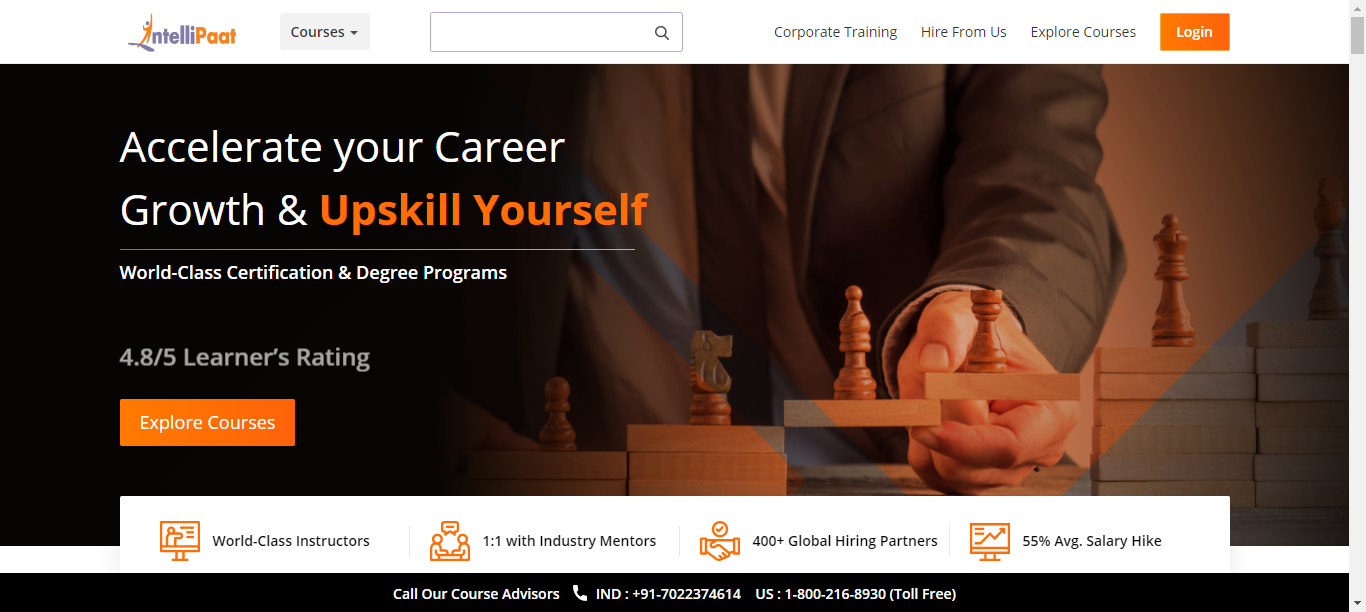 IntelliPaat
Courses
Corporate Training
Hire From Us
Explore Courses
Login
Accelerate your Career
Growth & Upskill Yourself
World-Class Certification & Degree Programs
4.8/5 Learner’s Rating
Explore Courses
World-Class Instructors
1:1 with Industry Mentors
400+ Global Hiring Partners
55% Avg. Salary Hike
Call Our Course Advisors IND : +91-7022374614 US : 1-800-216-8930 (Toll Free)